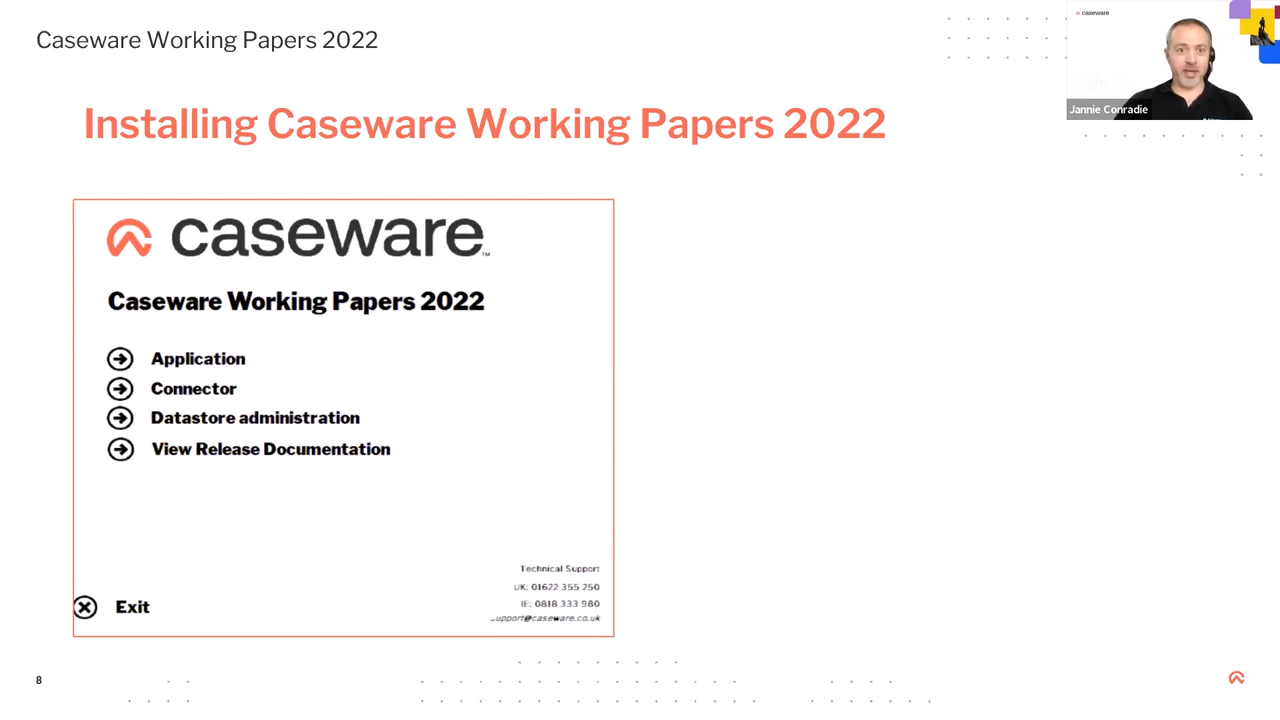 Caseware Working Papers 2022
caseware
Jannie Conradie
Installing Caseware Working Papers 2022
caseware™
Caseware Working Papers 2022
Application
Connector
Datastore administration
View Release Documentation
Technical Support
UK: 01622 355 250
IE: 0818 333 980
support@caseware.co.uk
Exit
8